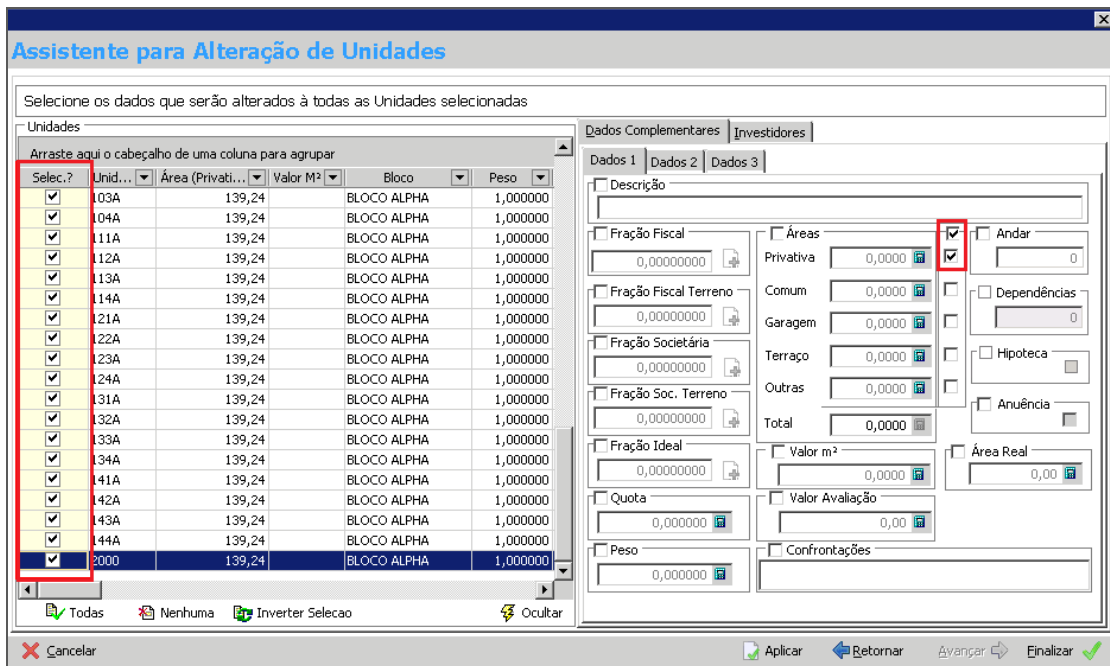 Assistente para Alteração de Unidades
Selecione os dados que serão alterados à todas as Unidades selecionadas
Unidades
Arraste aqui o cabeçalho de uma coluna para agrupar
Selec.? Unid... Área (Privati... Valor M² Bloco Peso
103A 139,24 BLOCO ALPHA 1,000000
104A 139,24 BLOCO ALPHA 1,000000
111A 139,24 BLOCO ALPHA 1,000000
112A 139,24 BLOCO ALPHA 1,000000
113A 139,24 BLOCO ALPHA 1,000000
114A 139,24 BLOCO ALPHA 1,000000
121A 139,24 BLOCO ALPHA 1,000000
122A 139,24 BLOCO ALPHA 1,000000
123A 139,24 BLOCO ALPHA 1,000000
124A 139,24 BLOCO ALPHA 1,000000
131A 139,24 BLOCO ALPHA 1,000000
132A 139,24 BLOCO ALPHA 1,000000
133A 139,24 BLOCO ALPHA 1,000000
134A 139,24 BLOCO ALPHA 1,000000
141A 139,24 BLOCO ALPHA 1,000000
142A 139,24 BLOCO ALPHA 1,000000
143A 139,24 BLOCO ALPHA 1,000000
144A 139,24 BLOCO ALPHA 1,000000
2000 139,24 BLOCO ALPHA 1,000000
Todas Nenhuma Inverter Selecao Ocultar
Dados Complementares Investidores
Dados 1 Dados 2 Dados 3
Descrição
Fração Fiscal
0,00000000
Fração Fiscal Terreno
0,00000000
Fração Societária
0,00000000
Fração Soc. Terreno
0,00000000
Fração Ideal
0,00000000
Quota
0,000000
Peso
0,000000
Áreas
Privativa 0,0000
Comum 0,0000
Garagem 0,0000
Terraço 0,0000
Outras 0,0000
Total 0,0000
Valor m²
0,0000
Valor Avaliação
0,00
Confrontações
Andar
0
Dependências
0
Hipoteca
Anuência
Área Real
0,00
Cancelar Aplicar Retornar Avançar Finalizar